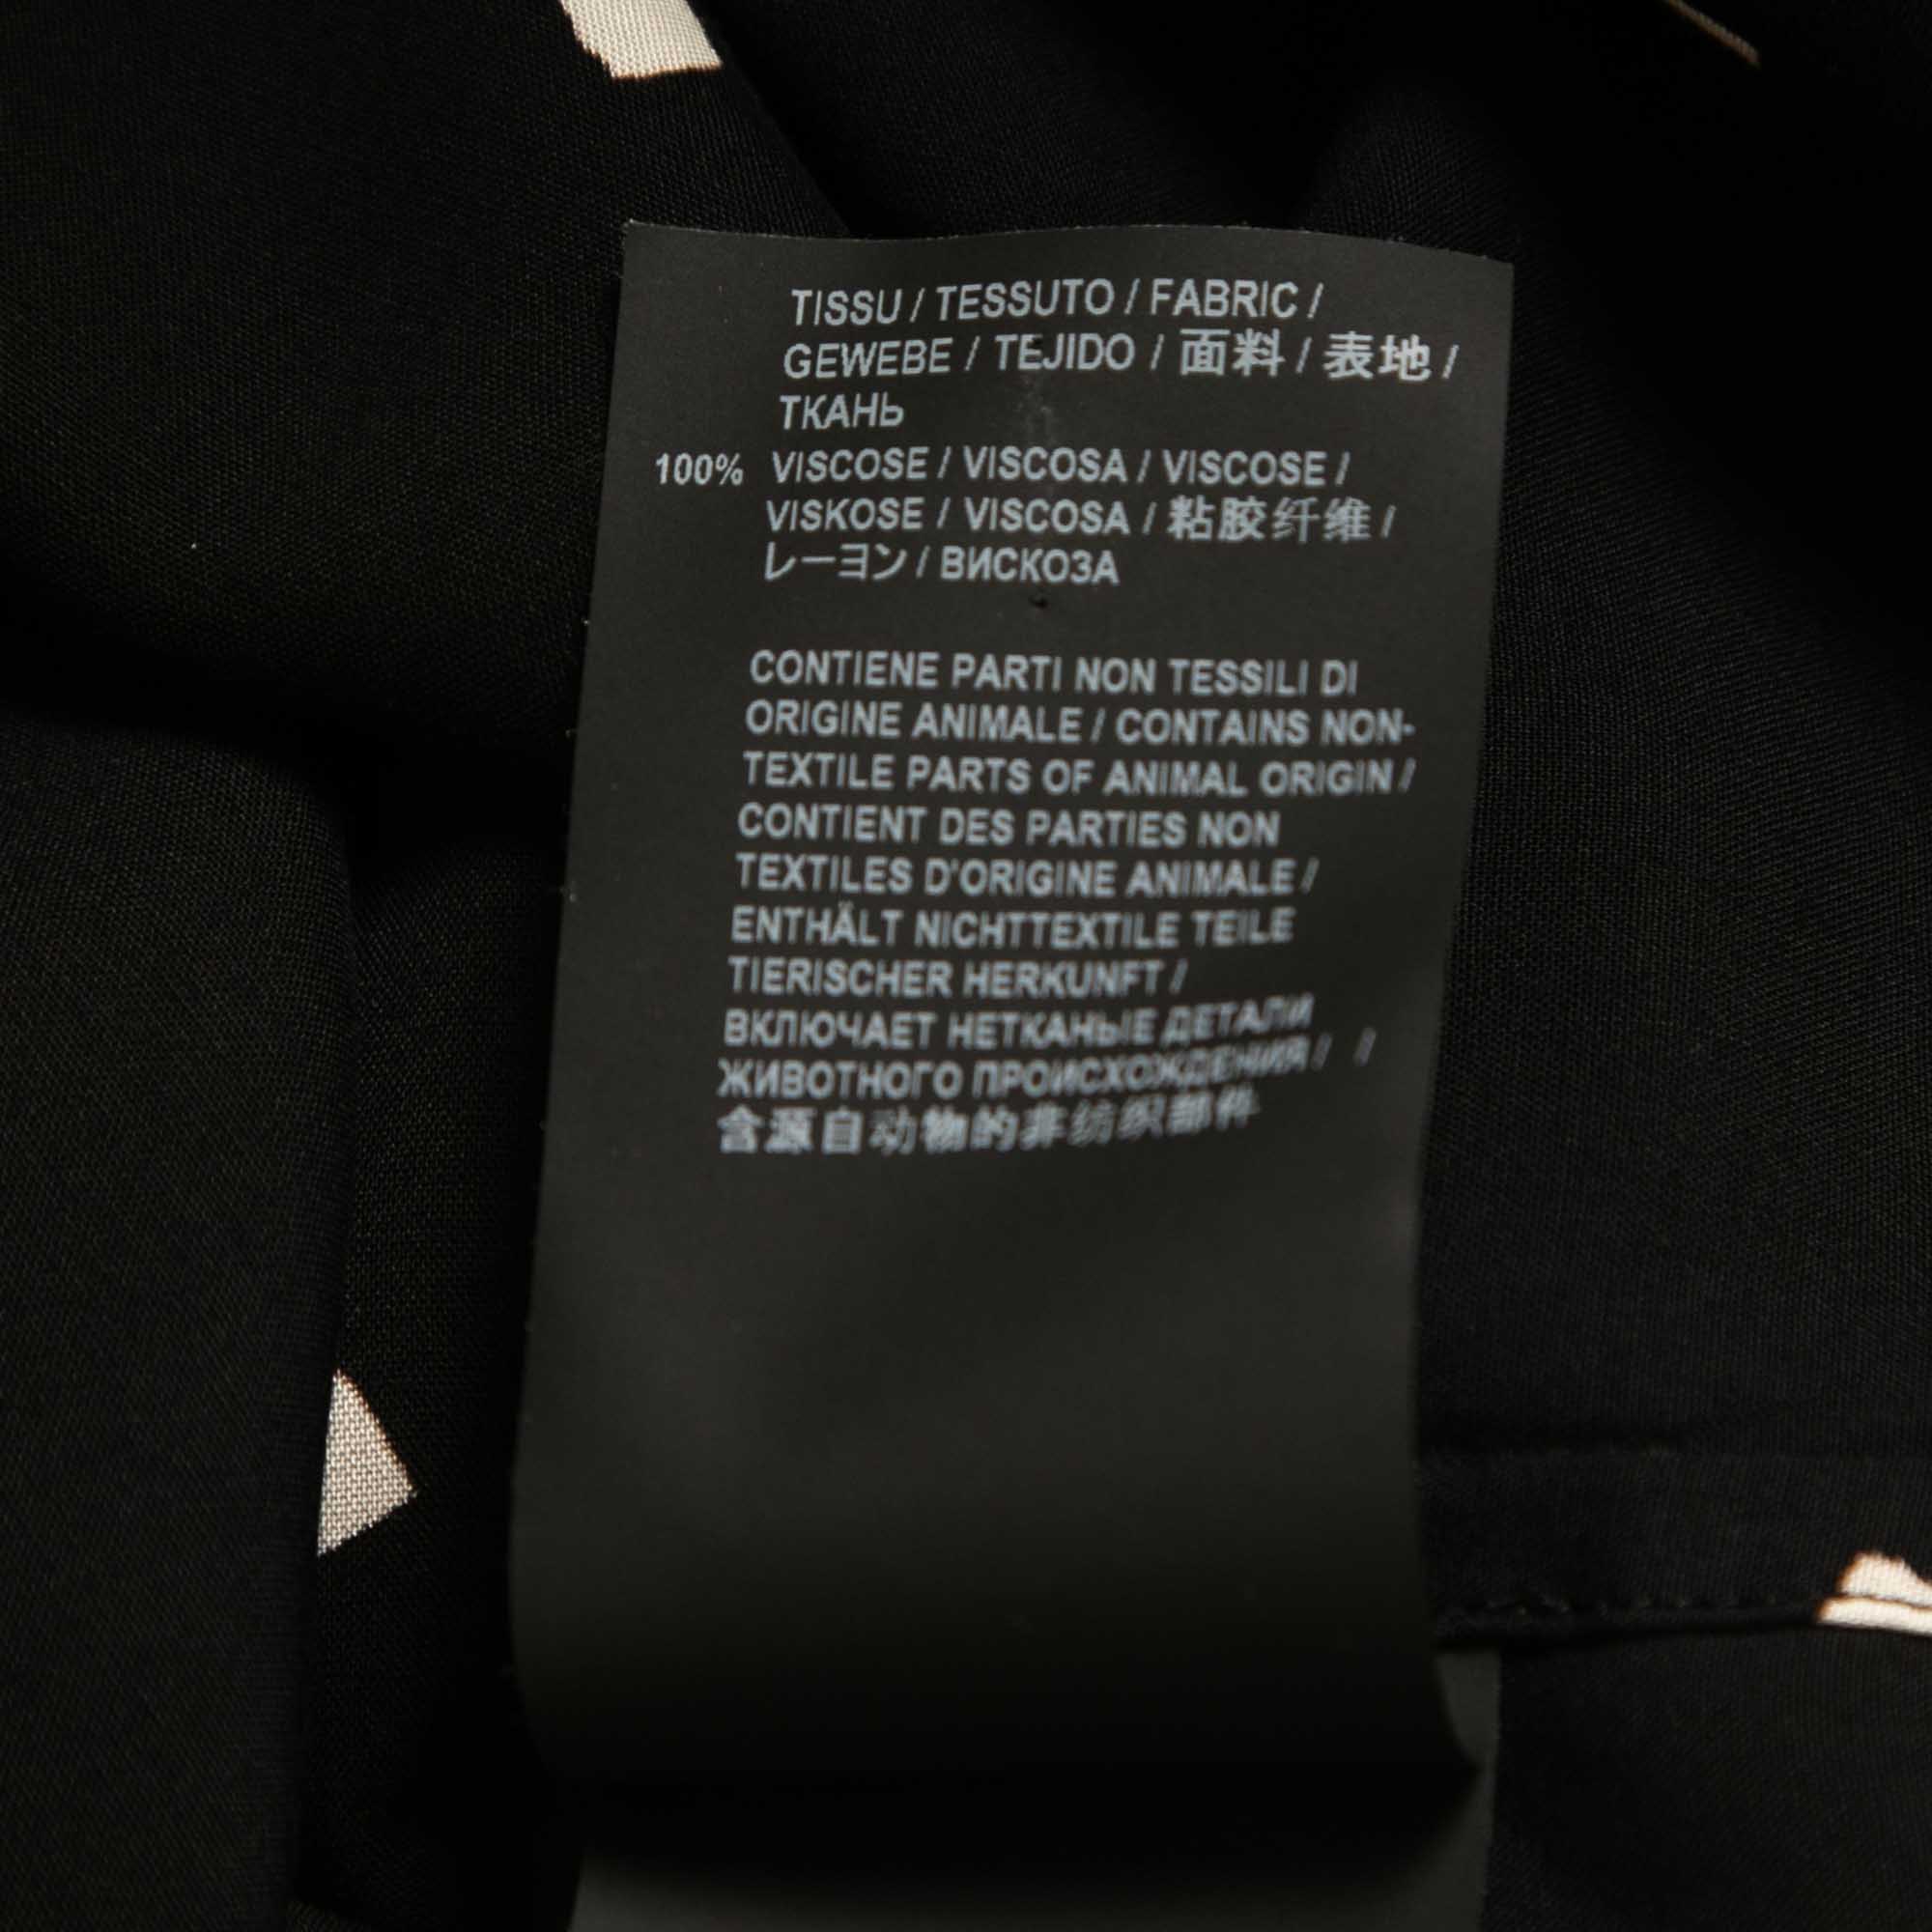 TISSU / TESSUTO / FABRIC /
GEWEBE / TEJIDO / 面料 / 表地 /
ТКАНЬ
100% VISCOSE / VISCOSA / VISCOSE /
VISKOSE / VISCOSA / 粘胶纤维 /
レーヨン / ВИСКОЗА
CONTIENE PARTI NON TESSILI DI
ORIGINE ANIMALE / CONTAINS NON-
TEXTILE PARTS OF ANIMAL ORIGIN /
CONTIENT DES PARTIES NON
TEXTILES D'ORIGINE ANIMALE /
ENTHÄLT NICHTTEXTILE TEILE
TIERISCHER HERKUNFT /
ВКЛЮЧАЕТ НЕТКАНЫЕ ДЕТАЛИ
ЖИВОТНОГО ПРОИСХОЖДЕНИЯ / /
含源自动物的非纺织部件